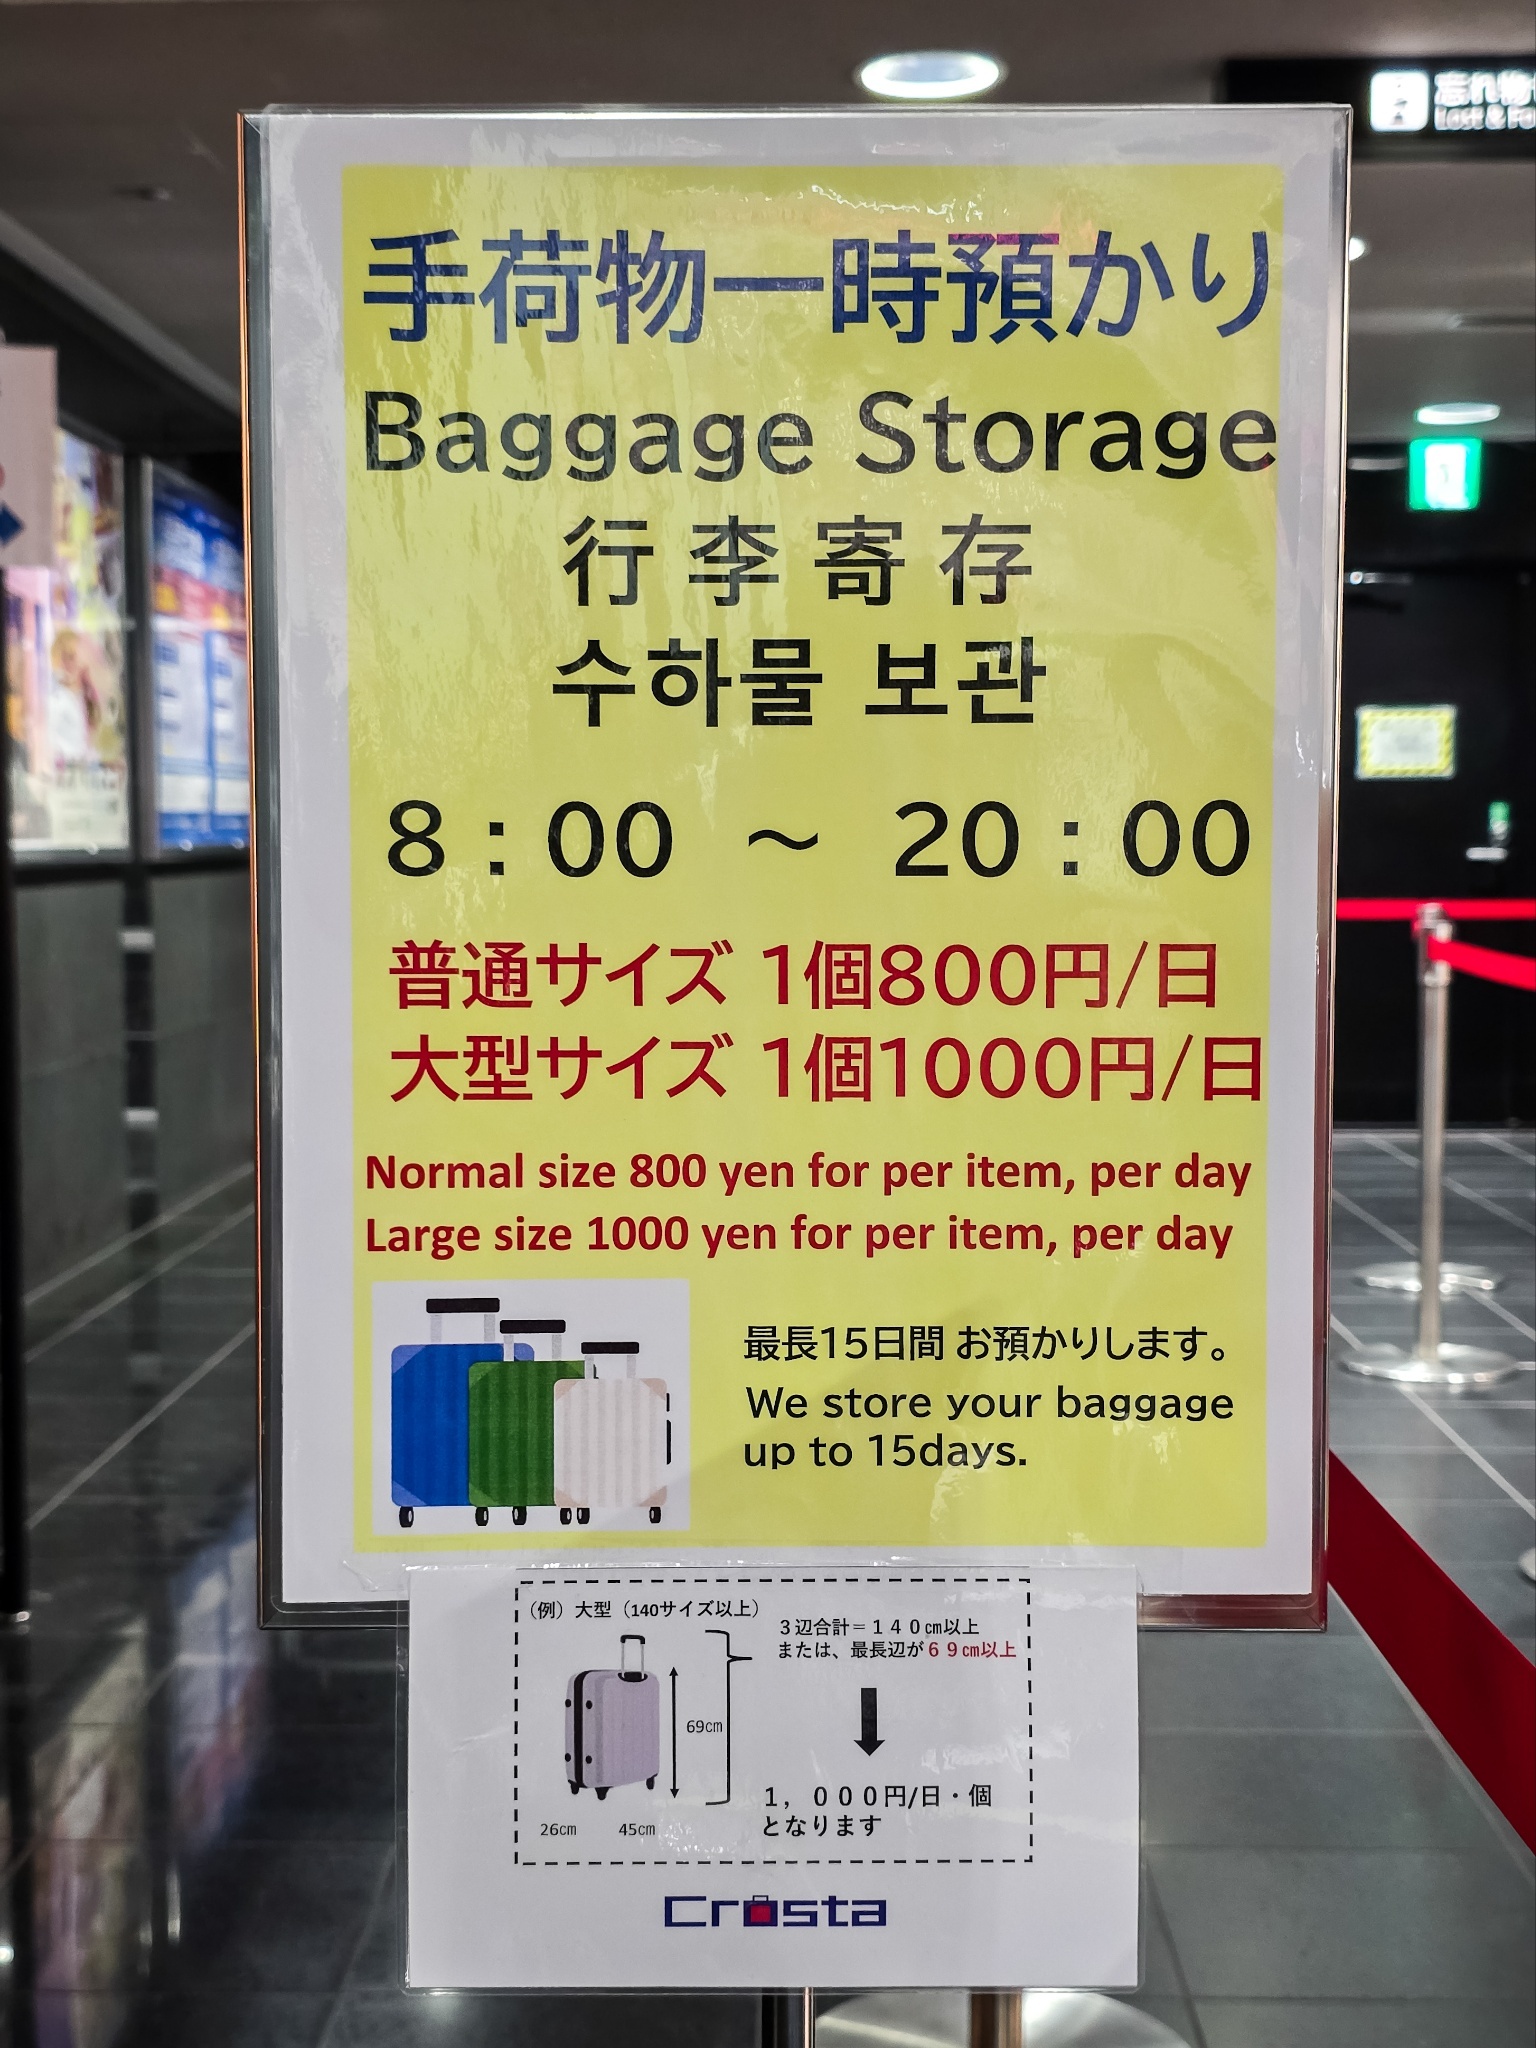 手荷物一時預かり
Baggage Storage
行李寄存
수하물 보관
8：00 ～ 20：00
普通サイズ 1個800円/日
大型サイズ 1個1000円/日
Normal size 800 yen for per item, per day
Large size 1000 yen for per item, per day
最長15日間 お預かりします。
We store your baggage
up to 15days.
（例）大型（140サイズ以上）
３辺合計＝１４０㎝以上
または、最長辺が６９㎝以上
69㎝
26㎝ 45㎝
１，０００円/日・個
となります
Crosta
忘れ物